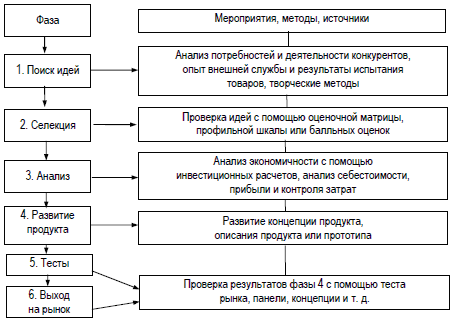 Фаза
Мероприятия, методы, источники
1. Поиск идей
Анализ потребностей и деятельности конкурентов,
опыт внешней службы и результаты испытания
товаров, творческие методы
2. Селекция
Проверка идей с помощью оценочной матрицы,
профильной шкалы или балльных оценок
3. Анализ
Анализ экономичности с помощью
инвестиционных расчетов, анализ себестоимости,
прибыли и контроля затрат
4. Развитие
продукта
Развитие концепции продукта,
описания продукта или прототипа
5. Тесты
6. Выход
на рынок
Проверка результатов фазы 4 с помощью теста
рынка, панели, концепции и т. д.